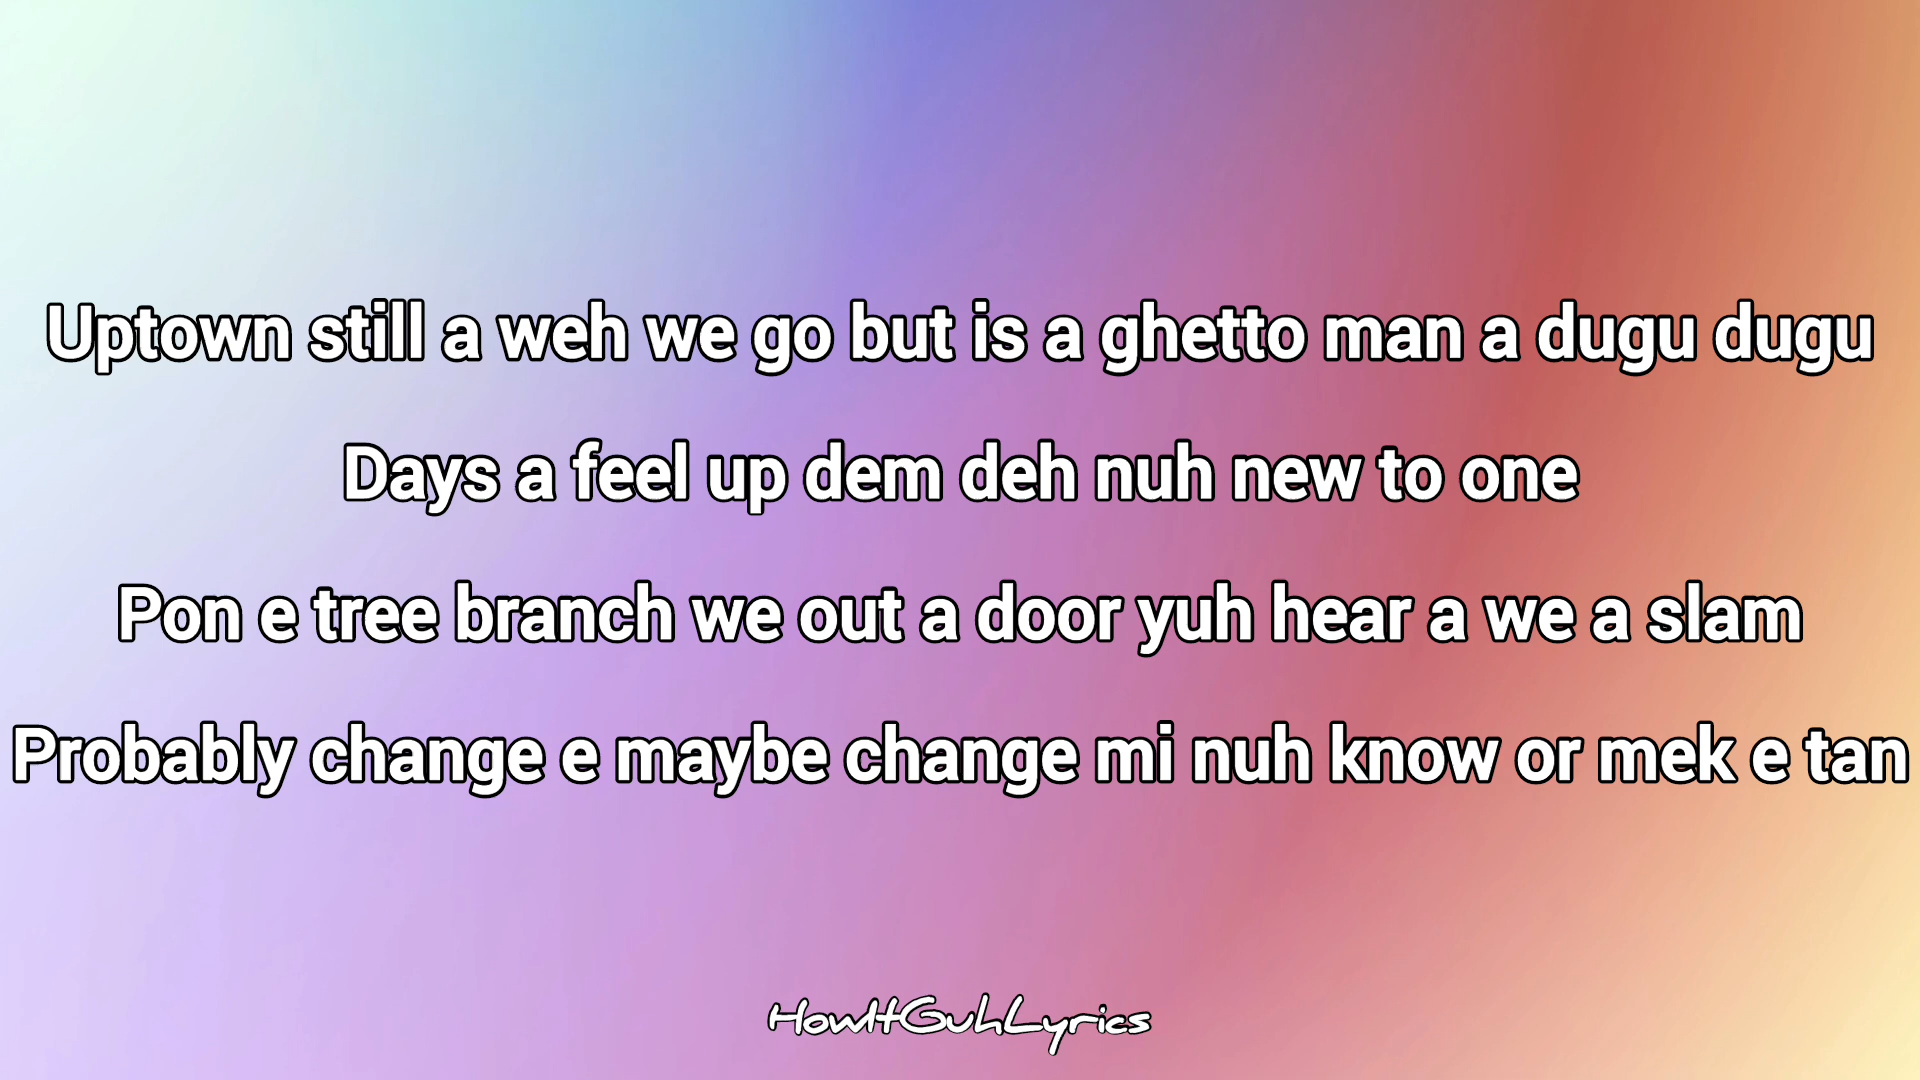 Uptown still a weh we go but is a ghetto man a dugu dugu
Days a feel up dem deh nuh new to one
Pon e tree branch we out a door yuh hear a we a slam
Probably change e maybe change mi nuh know or mek e tan
HowItGuhLyrics